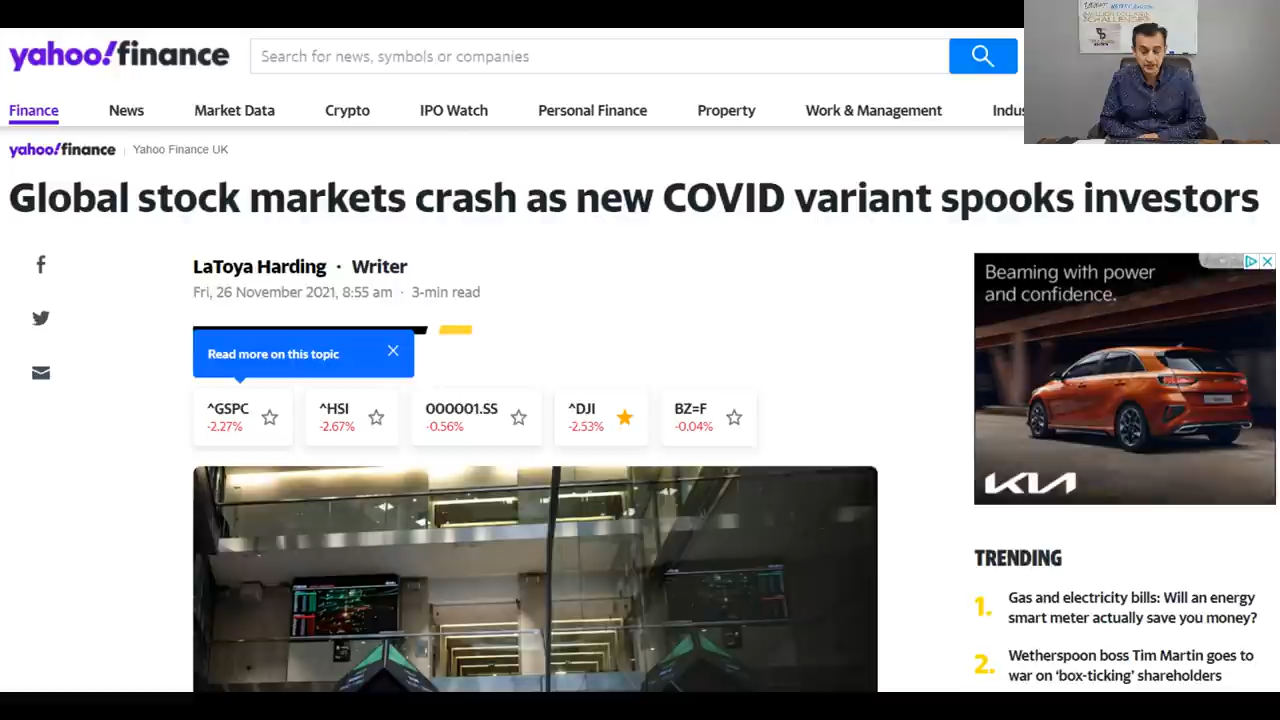 yahoo!finance
Search for news, symbols or companies
Finance News Market Data Crypto IPO Watch Personal Finance Property Work & Management Indus
yahoo!finance Yahoo Finance UK
Global stock markets crash as new COVID variant spooks investors
LaToya Harding · Writer
Fri, 26 November 2021, 8:55 am · 3-min read
Read more on this topic
^GSPC
-2.27%
^HSI
-2.67%
000001.SS
-0.56%
^DJI
-2.53%
BZ=F
-0.04%
Beaming with power
and confidence.
KIA
TRENDING
1. Gas and electricity bills: Will an energy
smart meter actually save you money?
2. Wetherspoon boss Tim Martin goes to
war on ‘box-ticking’ shareholders